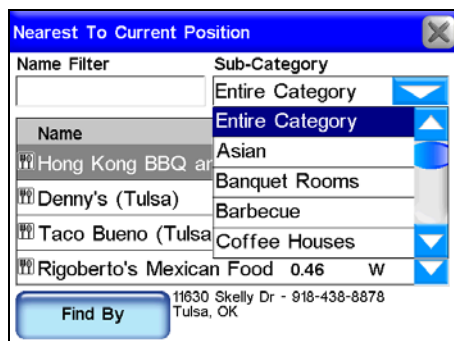 Nearest To Current Position
Name Filter Sub-Category
Entire Category
Name Entire Category
Hong Kong BBQ ar Asian
Denny's (Tulsa) Banquet Rooms
Barbecue
Taco Bueno (Tulsa Coffee Houses
Rigoberto's Mexican Food 0.46 W
Find By 11630 Skelly Dr - 918-438-8878
Tulsa, OK